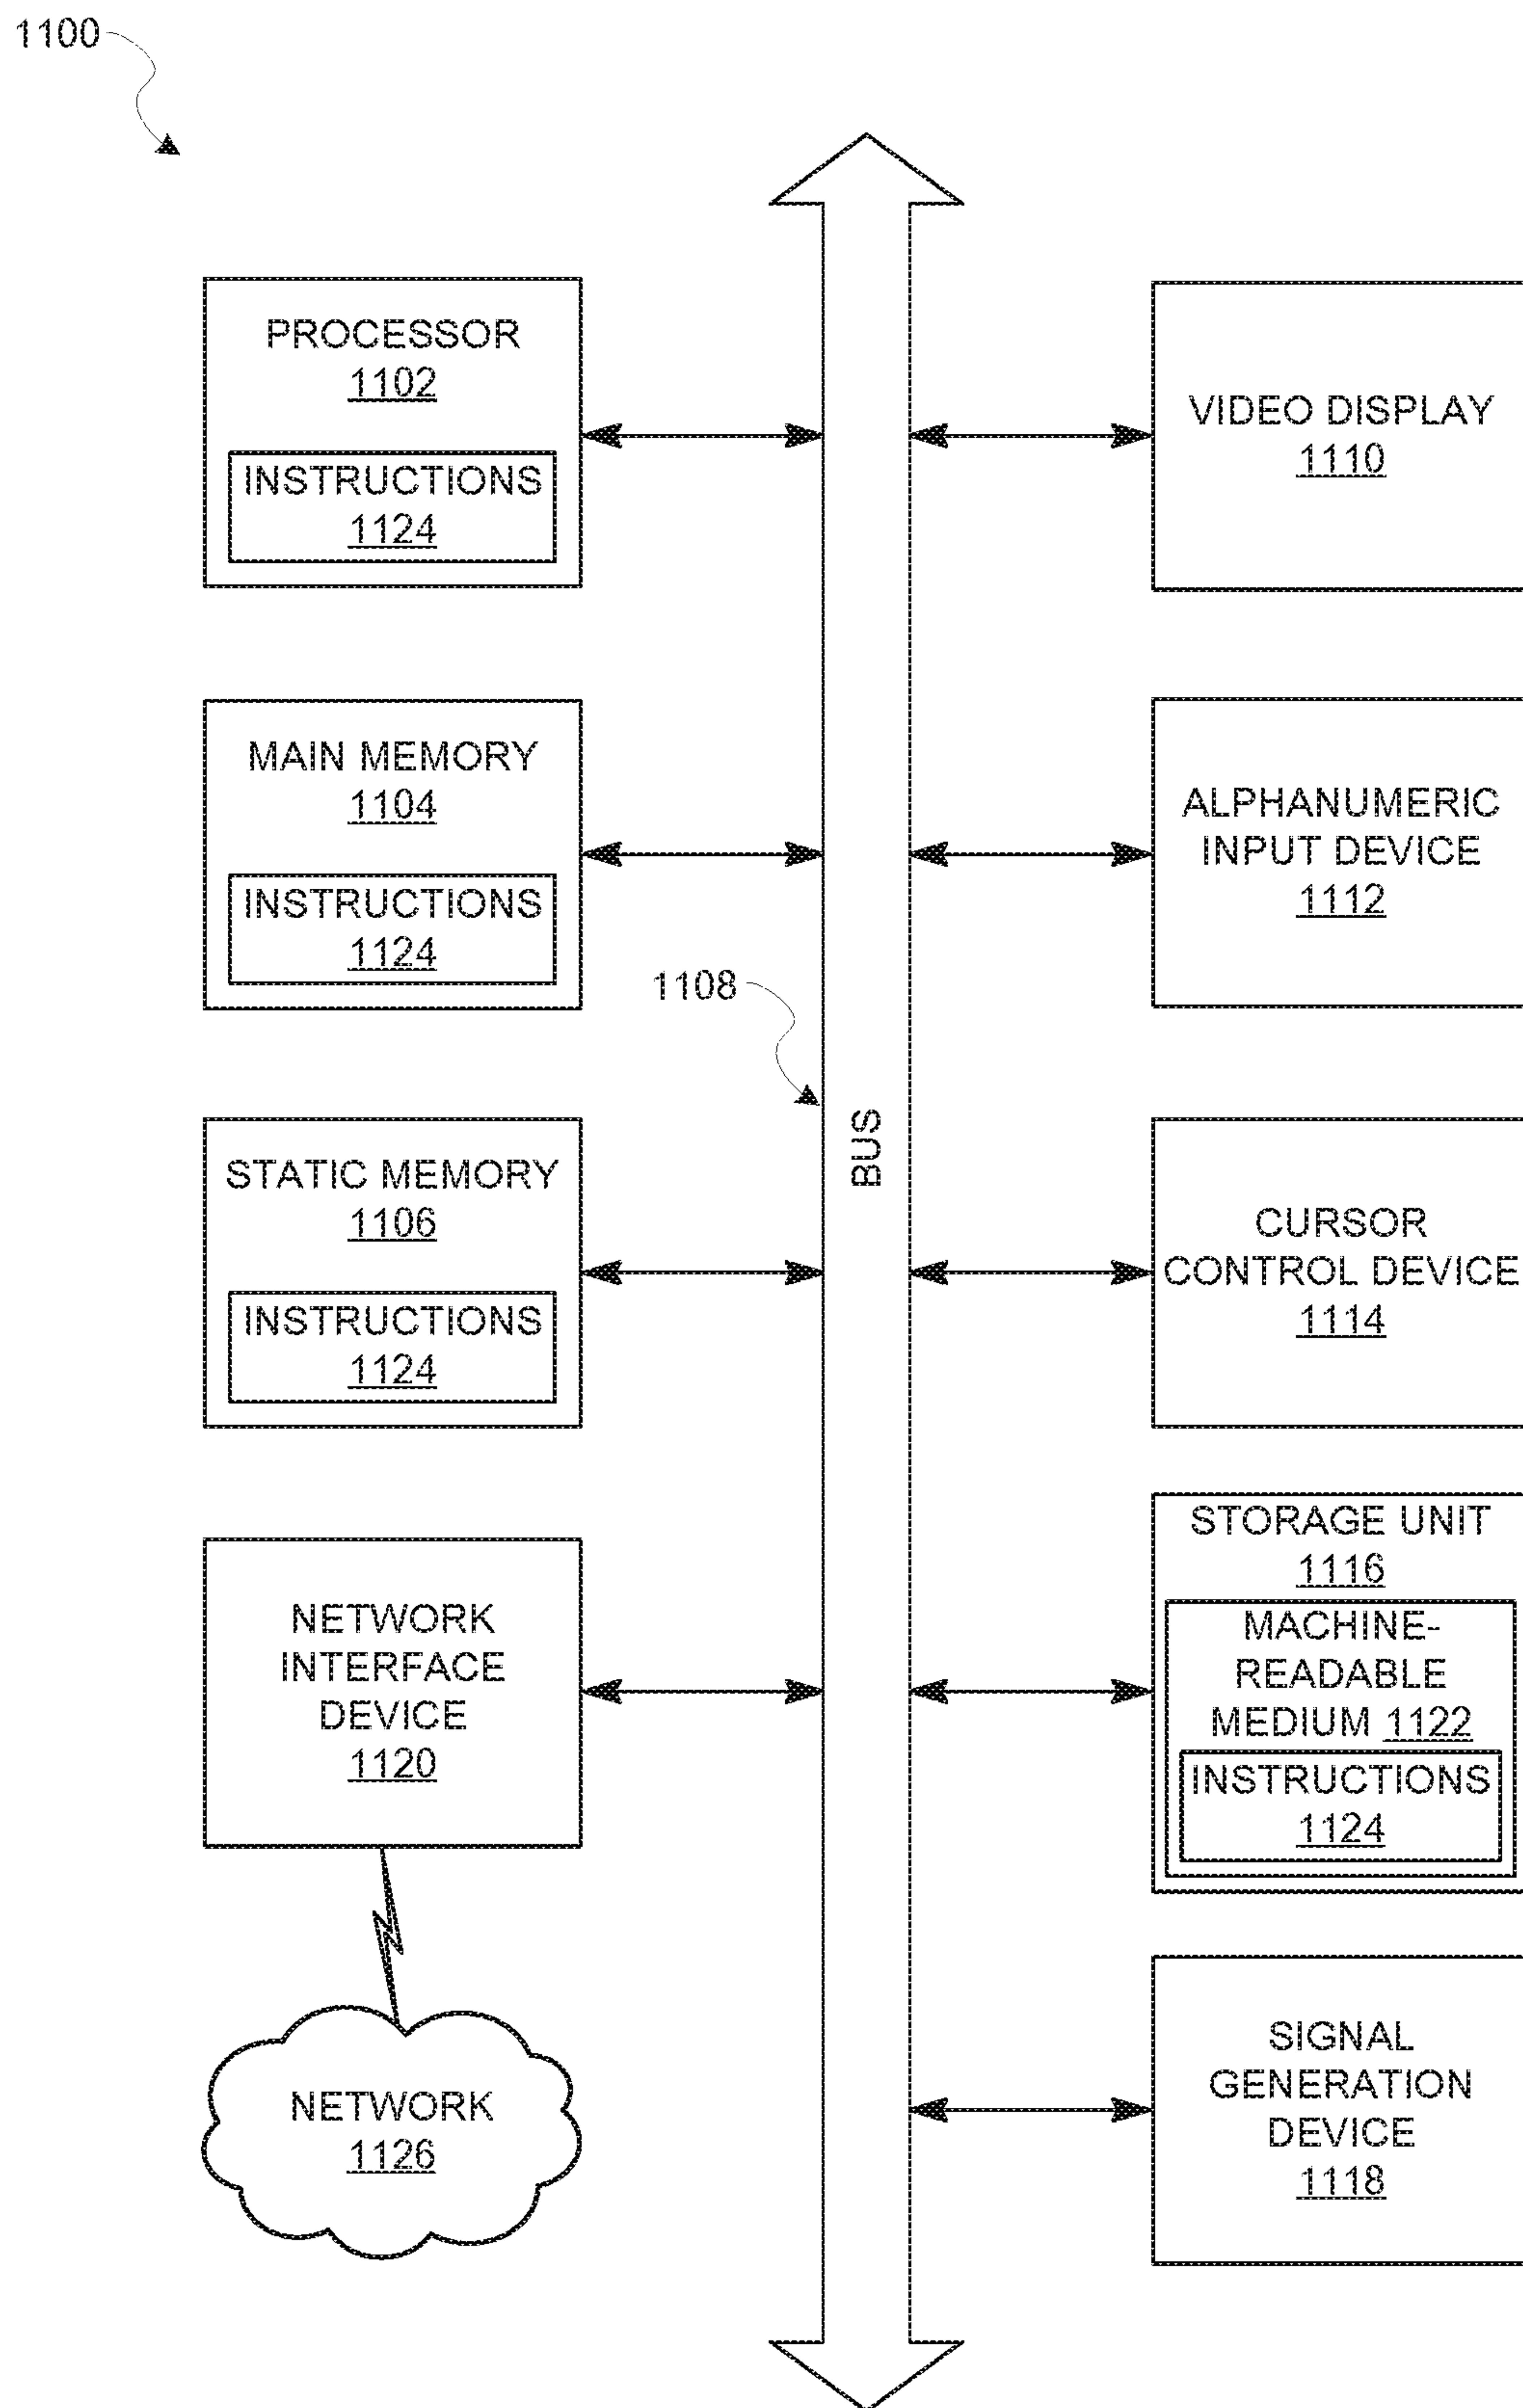 1100
PROCESSOR
1102
INSTRUCTIONS
1124
MAIN MEMORY
1104
INSTRUCTIONS
1124
STATIC MEMORY
1106
INSTRUCTIONS
1124
NETWORK
INTERFACE
DEVICE
1120
NETWORK
1126
1108
BUS
VIDEO DISPLAY
1110
ALPHANUMERIC
INPUT DEVICE
1112
CURSOR
CONTROL DEVICE
1114
STORAGE UNIT
1116
MACHINE-
READABLE
MEDIUM 1122
INSTRUCTIONS
1124
SIGNAL
GENERATION
DEVICE
1118